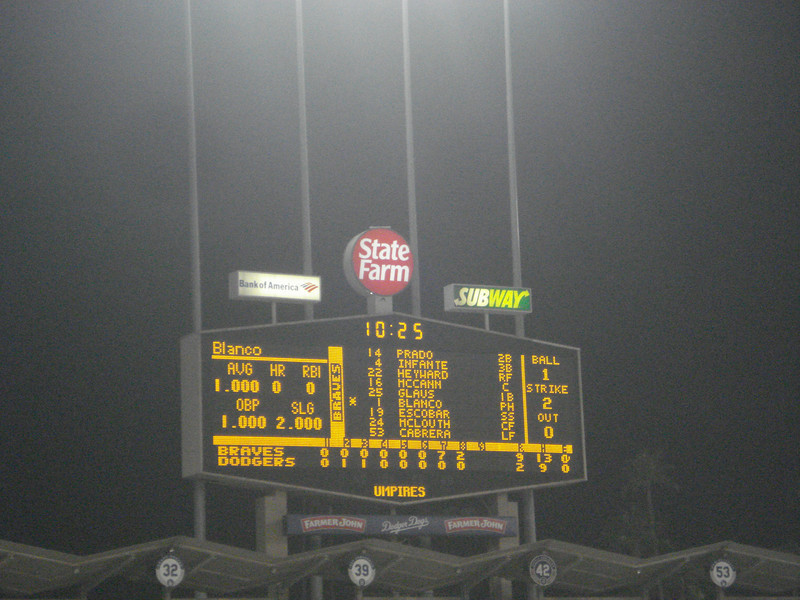 State
Farm
Bank of America
SUBWAY
10:25
Blanco
AVG HR RBI
1.000 0 0
OBP SLG
1.000 2.000
BRAVES
14 PRADO 2B
4 INFANTE 3B
22 HEYWARD RF
16 MCCANN C
25 GLAUS 1B
* 1 BLANCO PH
19 ESCOBAR SS
24 MCLOUTH CF
53 CABRERA LF
BALL
1
STRIKE
2
OUT
0
1 2 3 4 5 6 7 8 9 R H E
BRAVES 0 0 0 0 0 0 7 2 9 13 0
DODGERS 0 1 1 0 0 0 0 0 2 9 0
UMPIRES
FARMER JOHN Dodger Dogs FARMER JOHN
32 39 42 53